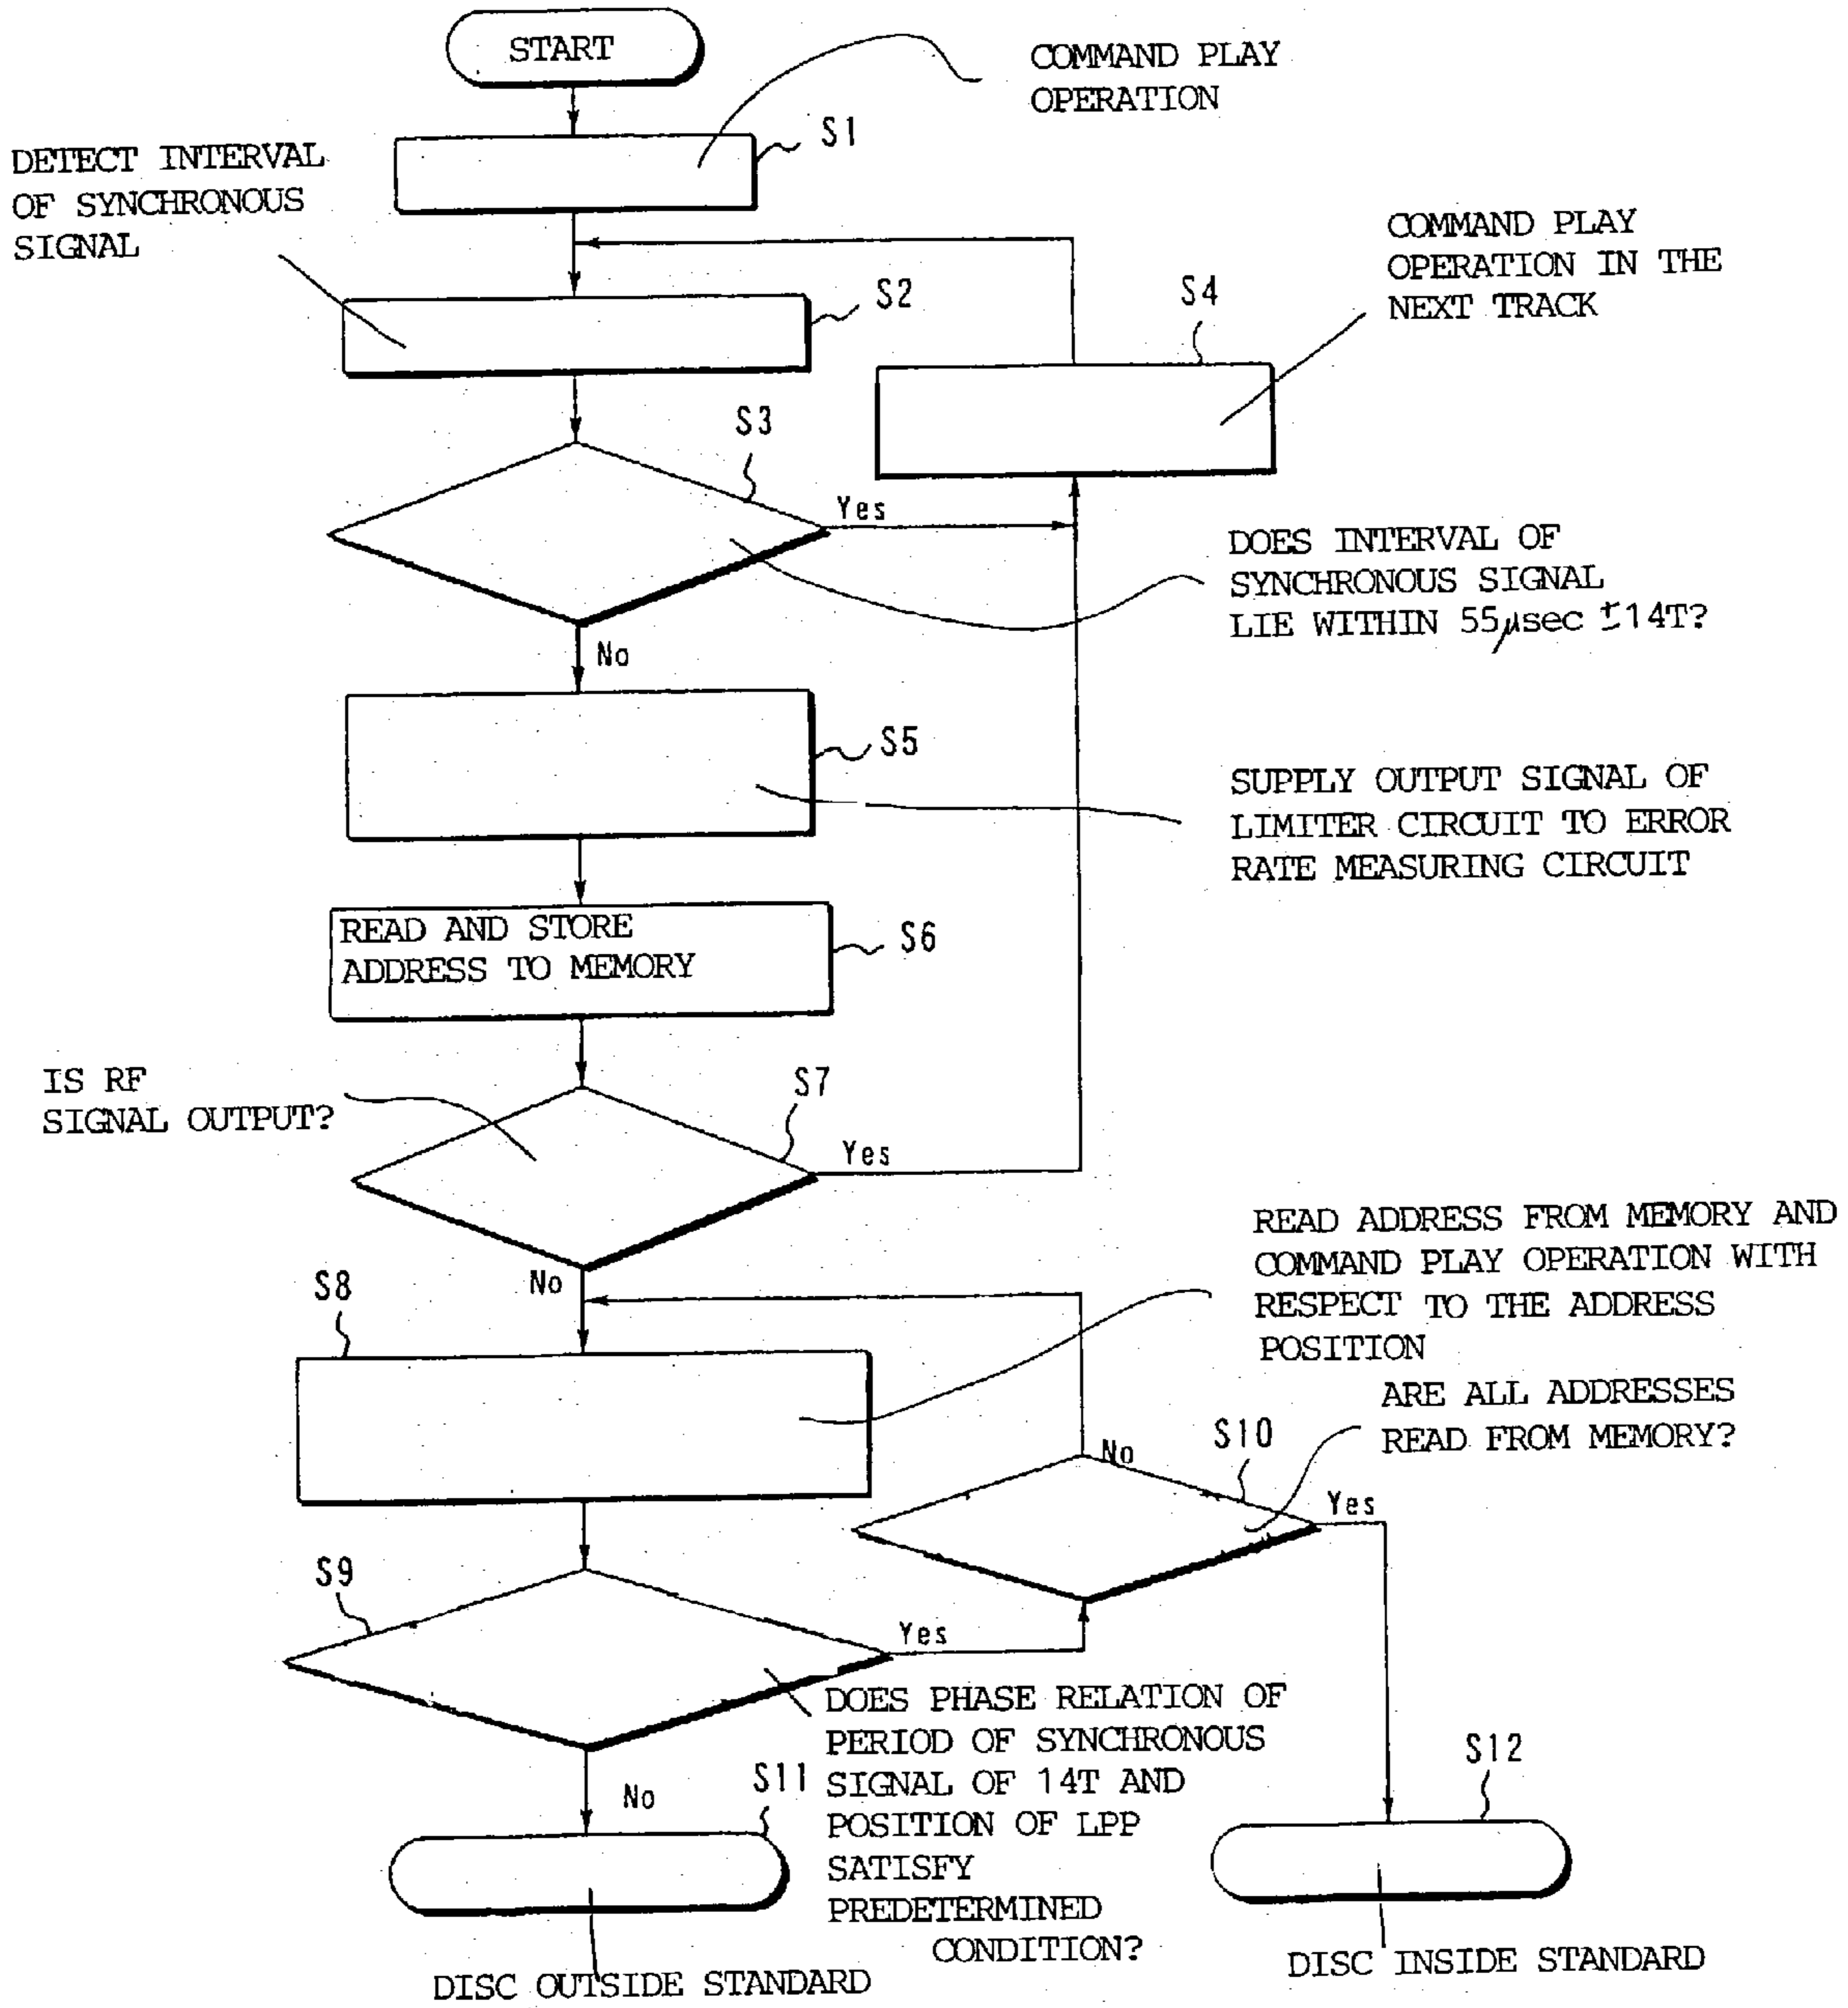 START
COMMAND PLAY
OPERATION
S1
DETECT INTERVAL
OF SYNCHRONOUS
SIGNAL
COMMAND PLAY
OPERATION IN THE
NEXT TRACK
S2
S4
S3
Yes
DOES INTERVAL OF
SYNCHRONOUS SIGNAL
LIE WITHIN 55μsec ±14T?
No
S5
SUPPLY OUTPUT SIGNAL OF
LIMITER CIRCUIT TO ERROR
RATE MEASURING CIRCUIT
READ AND STORE
ADDRESS TO MEMORY
S6
IS RF
SIGNAL OUTPUT?
S7
Yes
No
READ ADDRESS FROM MEMORY AND
COMMAND PLAY OPERATION WITH
RESPECT TO THE ADDRESS
POSITION
S8
ARE ALL ADDRESSES
READ FROM MEMORY?
S10
No
Yes
S9
Yes
DOES PHASE RELATION OF
PERIOD OF SYNCHRONOUS
SIGNAL OF 14T AND
POSITION OF LPP
SATISFY
PREDETERMINED
CONDITION?
No
S11
S12
DISC OUTSIDE STANDARD
DISC INSIDE STANDARD